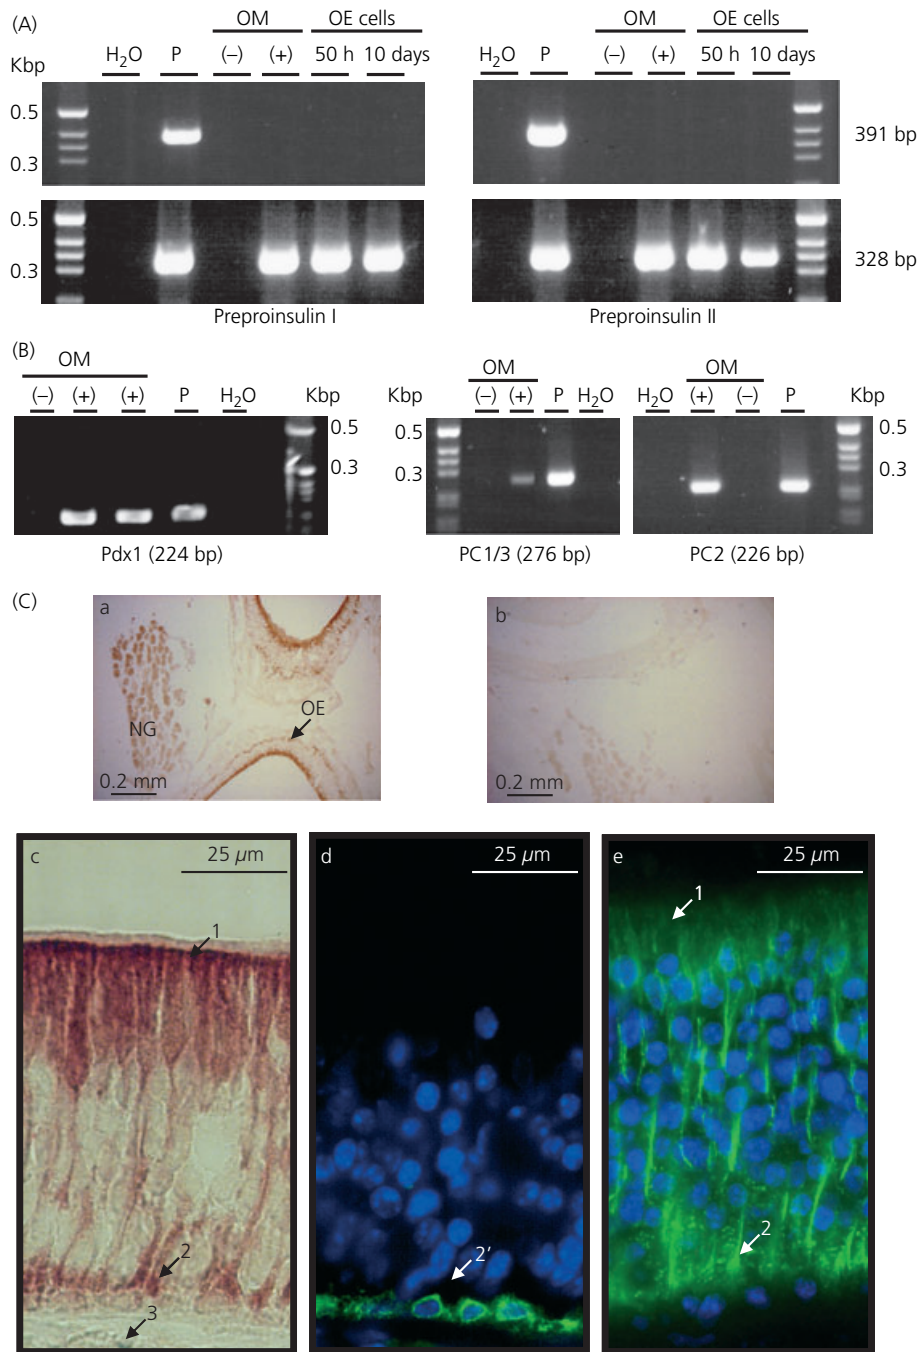 (A)
OM OE cells OM OE cells
H₂O P (−) (+) 50 h 10 days H₂O P (−) (+) 50 h 10 days
Kbp
0.5
0.3
391 bp
0.5
0.3
328 bp
Preproinsulin I Preproinsulin II
(B)
OM OM OM
(−) (+) (+) P H₂O Kbp Kbp (−) (+) P H₂O H₂O (+) (−) P Kbp
0.5 0.5 0.5
0.3 0.3 0.3
Pdx1 (224 bp) PC1/3 (276 bp) PC2 (226 bp)
(C)
a b
OE
NG
0.2 mm 0.2 mm
c 25 µm d 25 µm e 25 µm
1 1
2 2′ 2
3